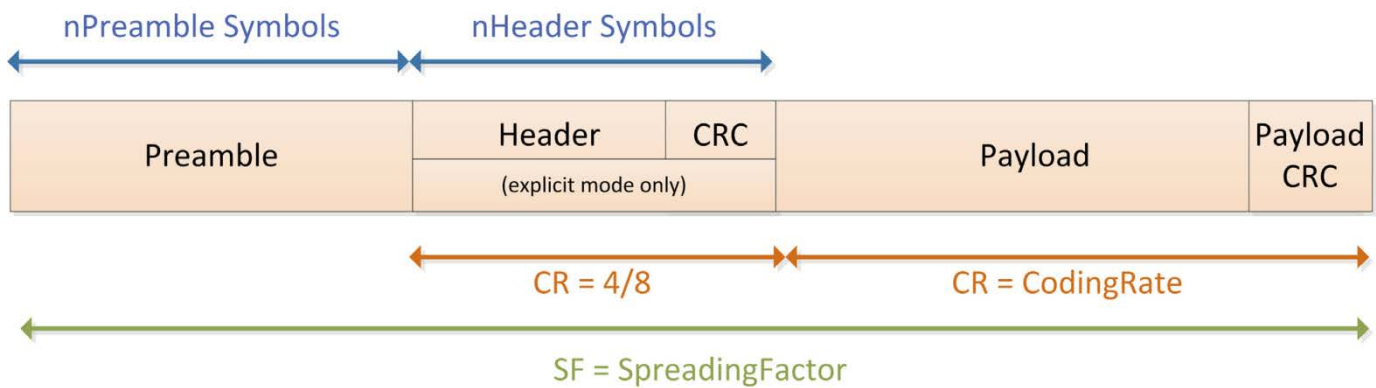 nPreamble Symbols
nHeader Symbols
Preamble
Header
CRC
(explicit mode only)
Payload
Payload
CRC
CR = 4/8
CR = CodingRate
SF = SpreadingFactor